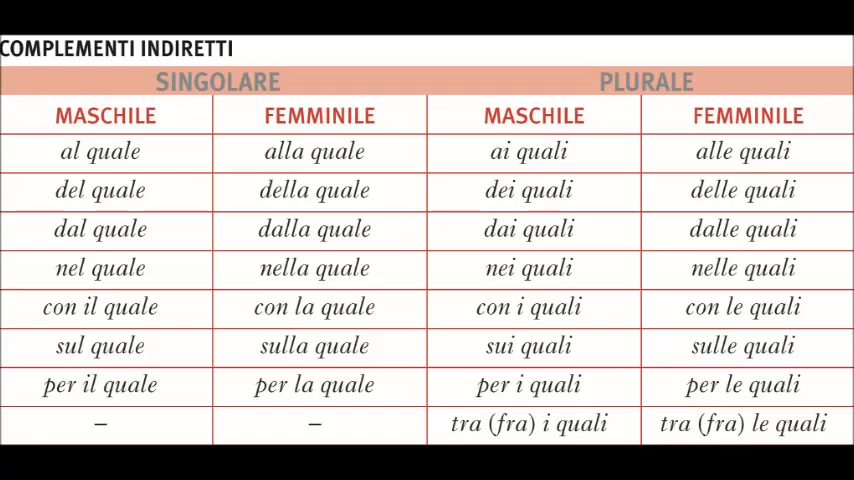 COMPLEMENTI INDIRETTI
SINGOLARE PLURALE
MASCHILE FEMMINILE MASCHILE FEMMINILE
al quale alla quale ai quali alle quali
del quale della quale dei quali delle quali
dal quale dalla quale dai quali dalle quali
nel quale nella quale nei quali nelle quali
con il quale con la quale con i quali con le quali
sul quale sulla quale sui quali sulle quali
per il quale per la quale per i quali per le quali
– – tra (fra) i quali tra (fra) le quali